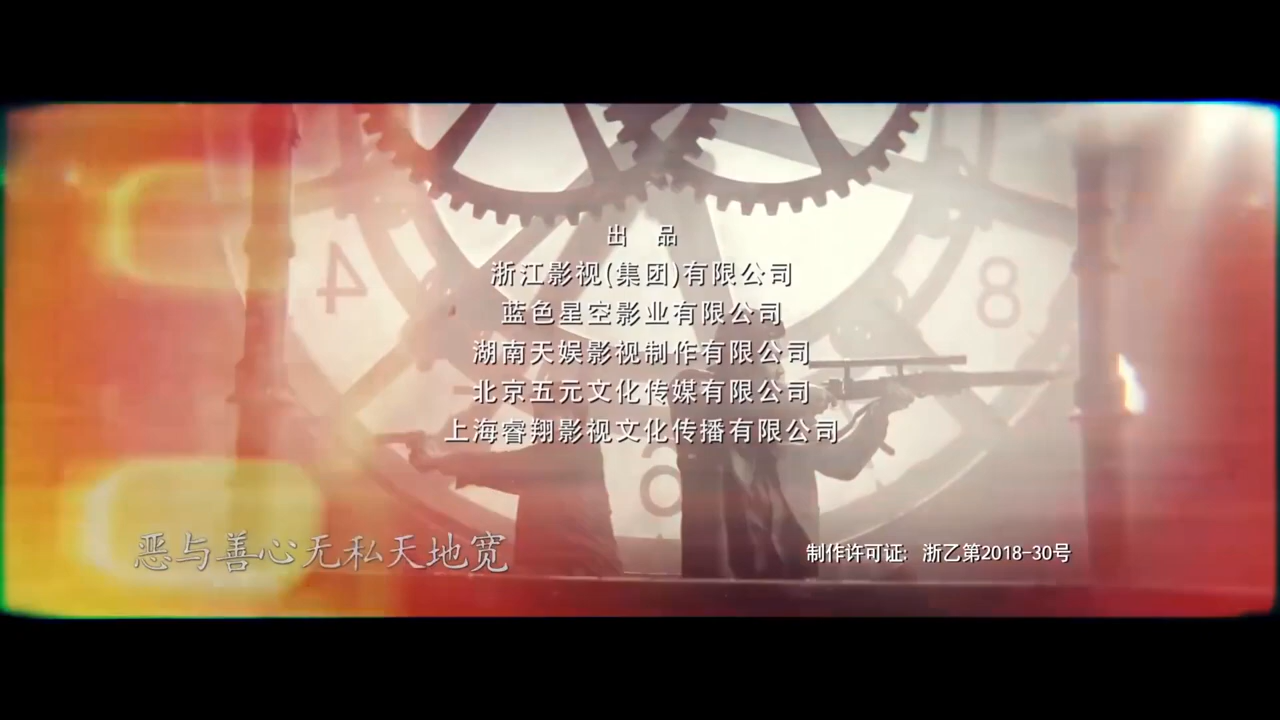 出 品
浙江影视(集团)有限公司
蓝色星空影业有限公司
湖南天娱影视制作有限公司
北京五元文化传媒有限公司
上海睿翔影视文化传播有限公司
恶与善心无私天地宽
制作许可证: 浙乙第2018-30号
4
8
6